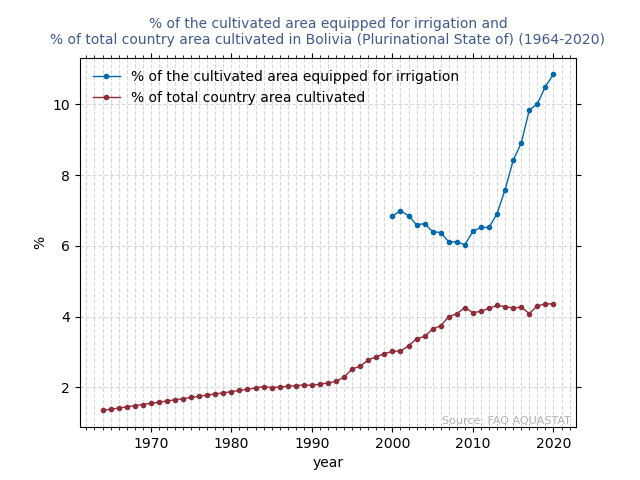 % of the cultivated area equipped for irrigation and
% of total country area cultivated in Bolivia (Plurinational State of) (1964-2020)
% of the cultivated area equipped for irrigation
% of total country area cultivated
10
8
6
4
2
%
Source: FAO AQUASTAT
1970 1980 1990 2000 2010 2020
year